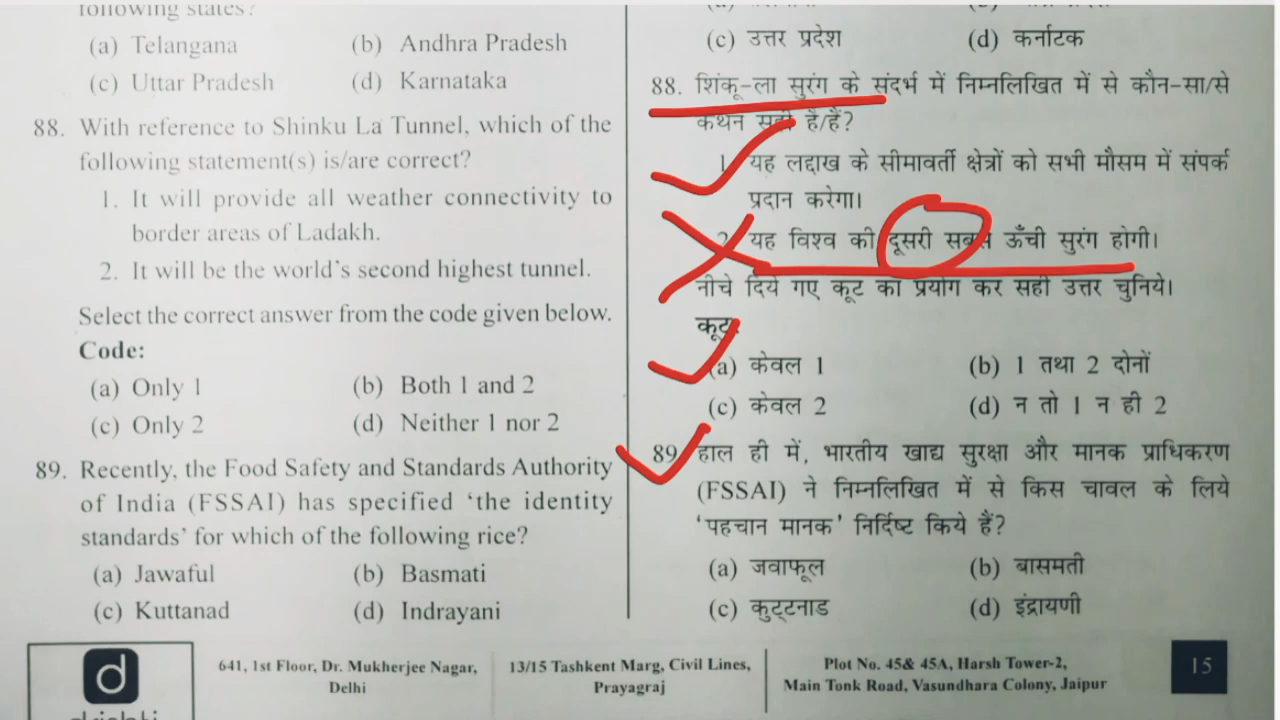 following states?
(a) Telangana (b) Andhra Pradesh
(c) Uttar Pradesh (d) Karnataka
88. With reference to Shinku La Tunnel, which of the
following statement(s) is/are correct?
1. It will provide all weather connectivity to
border areas of Ladakh.
2. It will be the world's second highest tunnel.
Select the correct answer from the code given below.
Code:
(a) Only 1 (b) Both 1 and 2
(c) Only 2 (d) Neither 1 nor 2
89. Recently, the Food Safety and Standards Authority
of India (FSSAI) has specified 'the identity
standards' for which of the following rice?
(a) Jawaful (b) Basmati
(c) Kuttanad (d) Indrayani
(c) उत्तर प्रदेश (d) कर्नाटक
88. शिंकू-ला सुरंग के संदर्भ में निम्नलिखित में से कौन-सा/से
कथन सही है/हैं?
1. यह लद्दाख के सीमावर्ती क्षेत्रों को सभी मौसम में संपर्क
प्रदान करेगा।
2. यह विश्व की दूसरी सबसे ऊँची सुरंग होगी।
नीचे दिये गए कूट का प्रयोग कर सही उत्तर चुनिये।
कूटः
(a) केवल 1 (b) 1 तथा 2 दोनों
(c) केवल 2 (d) न तो 1 न ही 2
89. हाल ही में, भारतीय खाद्य सुरक्षा और मानक प्राधिकरण
(FSSAI) ने निम्नलिखित में से किस चावल के लिये
'पहचान मानक' निर्दिष्ट किये हैं?
(a) जवाफूल (b) बासमती
(c) कुट्टनाड (d) इंद्रायणी
d
641, 1st Floor, Dr. Mukherjee Nagar,
Delhi
13/15 Tashkent Marg, Civil Lines,
Prayagraj
Plot No. 45& 45A, Harsh Tower-2,
Main Tonk Road, Vasundhara Colony, Jaipur
15